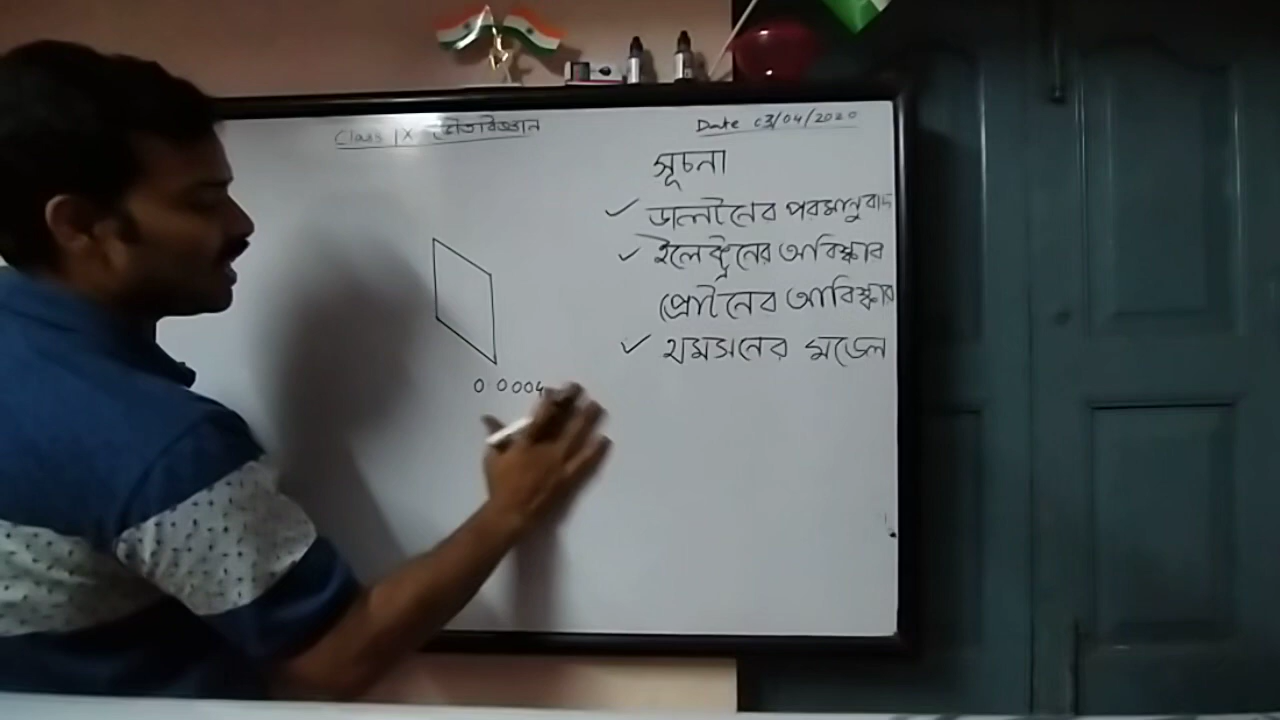 Class IX ভৌতবিজ্ঞান
Date 03/04/2020
সূচনা
✓ ডালটনের পরমানুবাদ
✓ ইলেকট্রনের আবিস্কার
প্রোটনের আবিস্কার
✓ থমসনের মডেল
0 0004